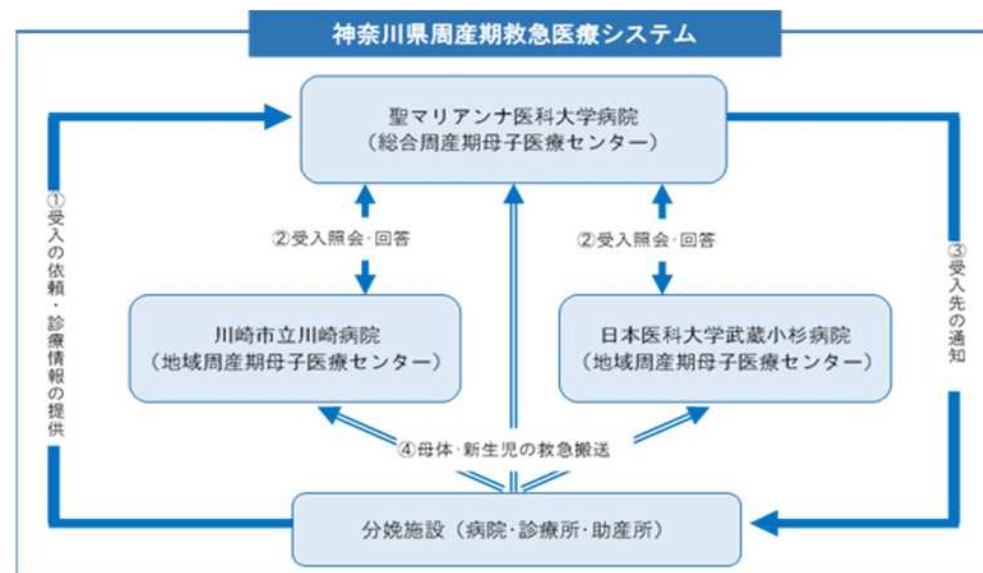 神奈川県周産期救急医療システム
聖マリアンナ医科大学病院
（総合周産期母子医療センター）
①受入の依頼・診療情報の提供
②受入照会·回答
②受入照会·回答
③受入先の通知
川崎市立川崎病院
（地域周産期母子医療センター）
日本医科大学武蔵小杉病院
（地域周産期母子医療センター）
④母体·新生児の救急搬送
分娩施設（病院·診療所·助産所）